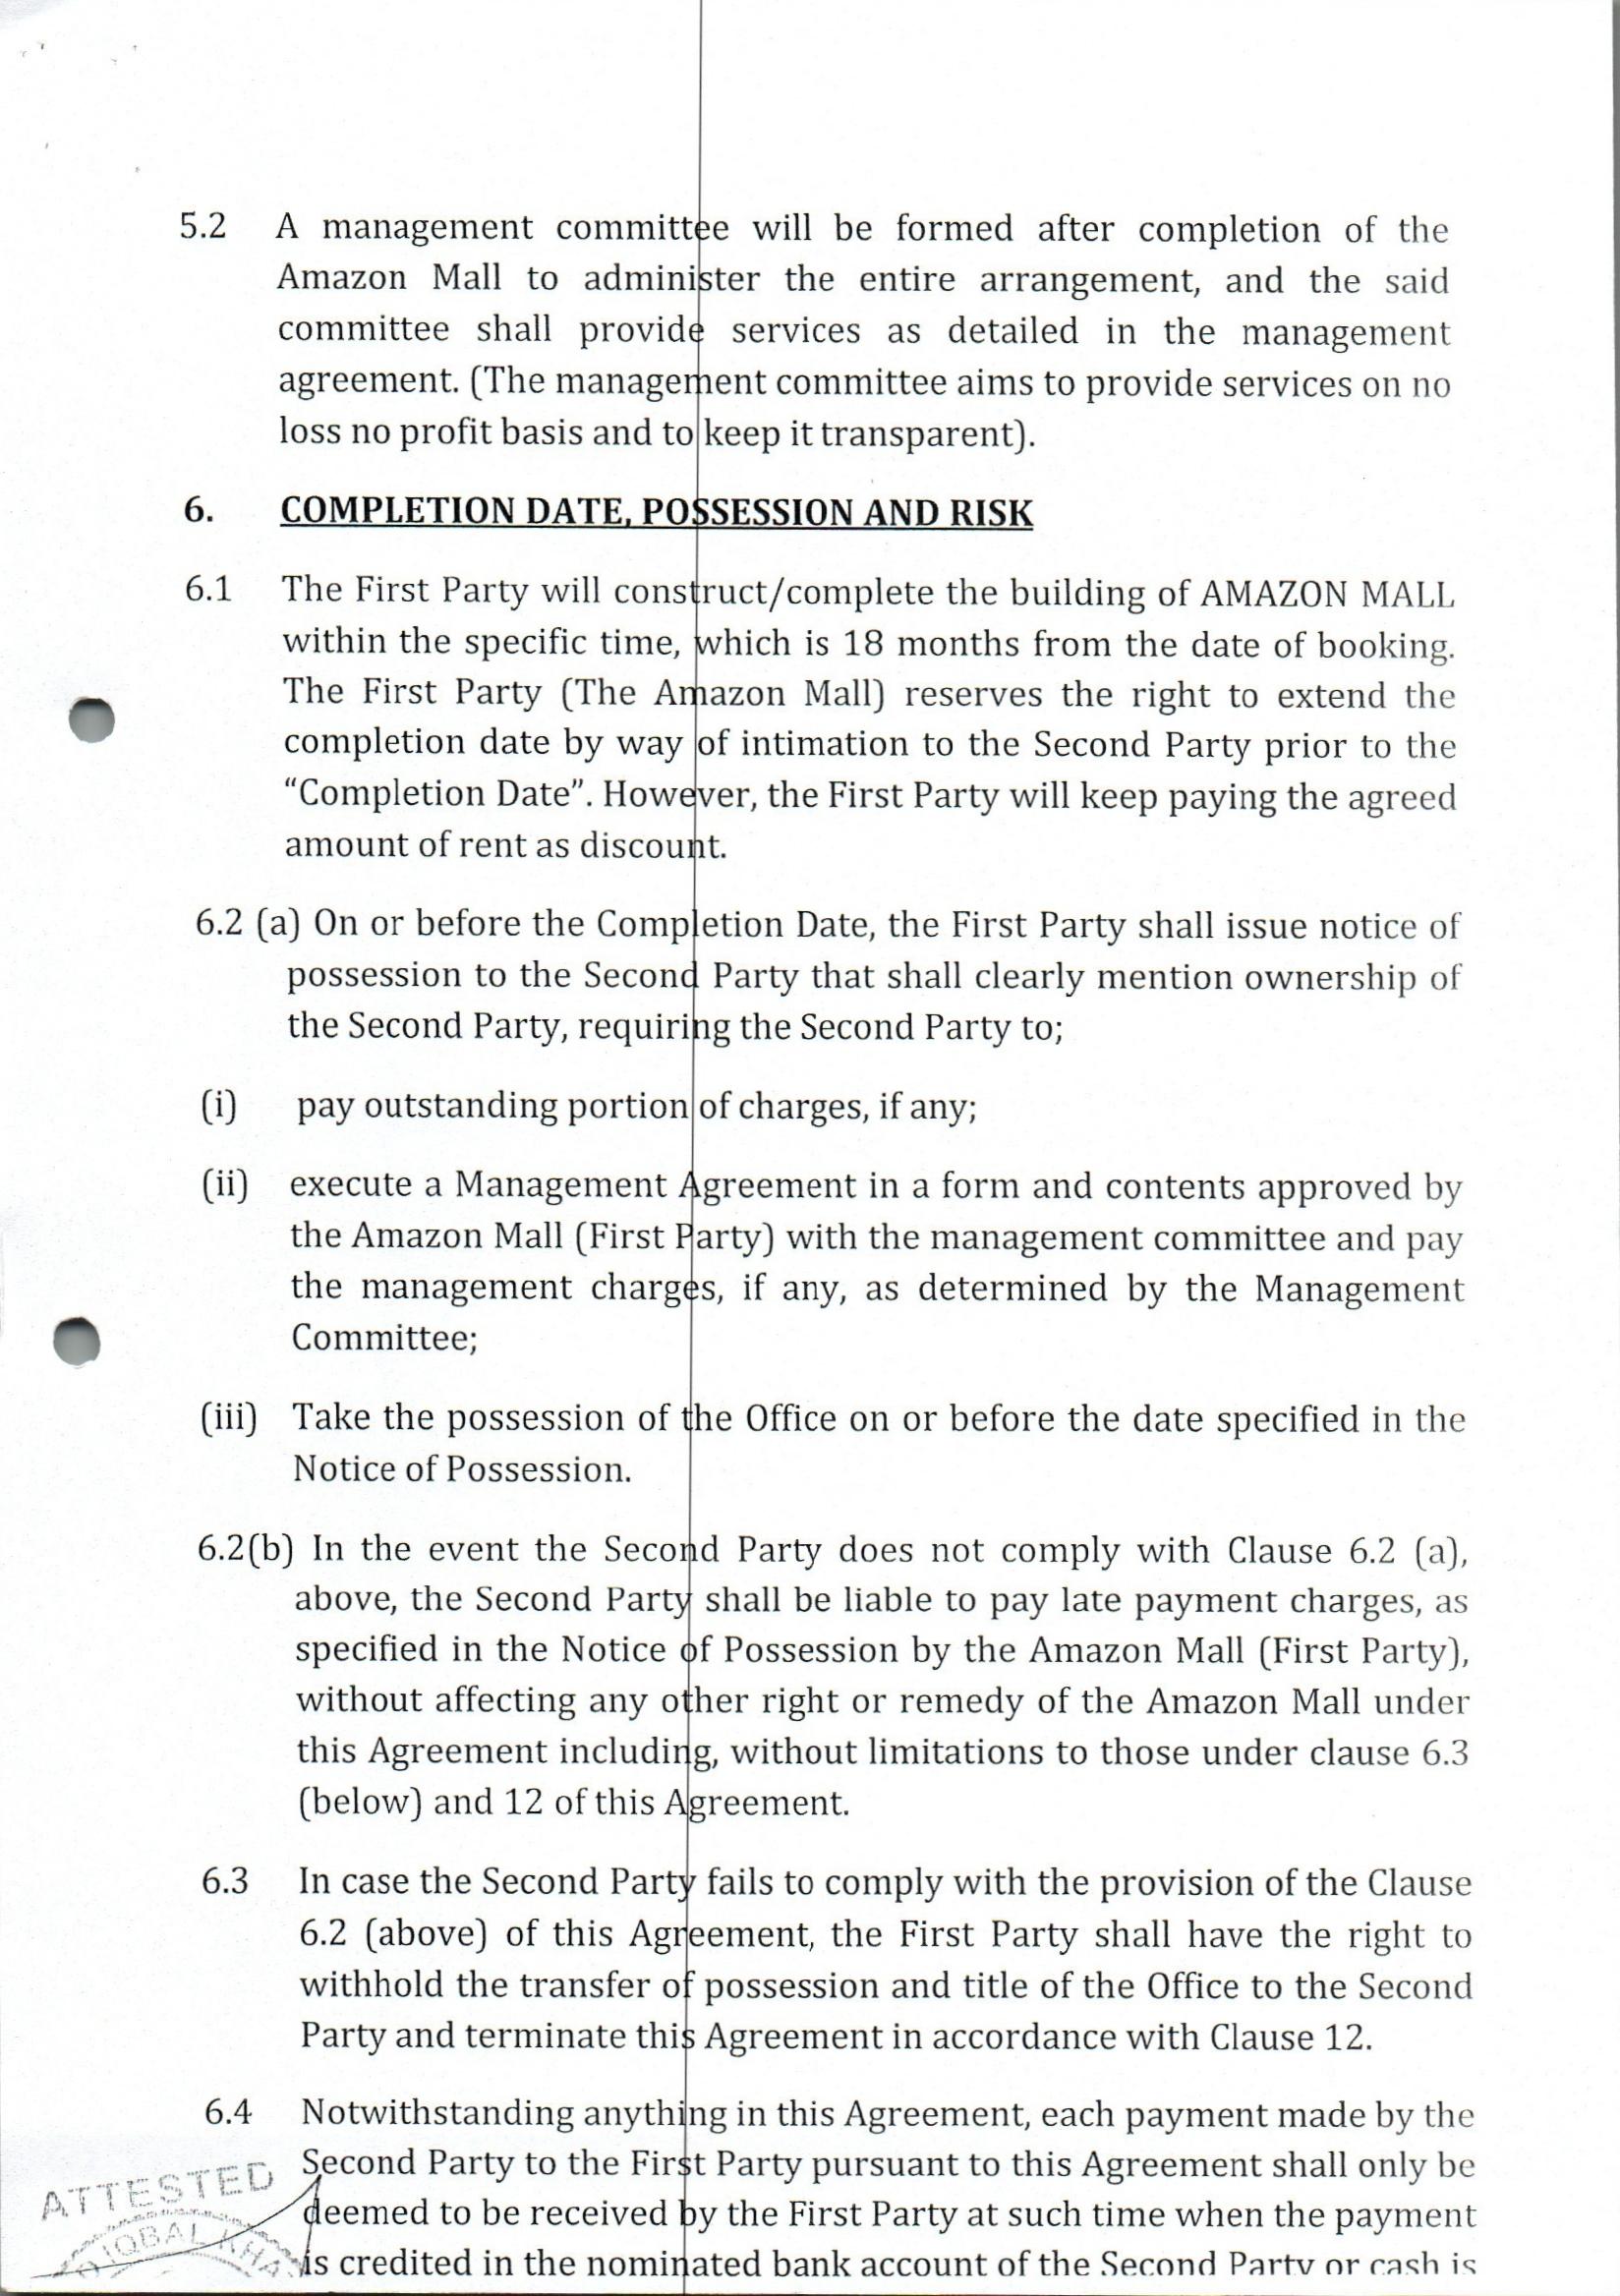 5.2 A management committee will be formed after completion of the
Amazon Mall to administer the entire arrangement, and the said
committee shall provide services as detailed in the management
agreement. (The management committee aims to provide services on no
loss no profit basis and to keep it transparent).
6. COMPLETION DATE, POSSESSION AND RISK
6.1 The First Party will construct/complete the building of AMAZON MALL
within the specific time, which is 18 months from the date of booking.
The First Party (The Amazon Mall) reserves the right to extend the
completion date by way of intimation to the Second Party prior to the
“Completion Date”. However, the First Party will keep paying the agreed
amount of rent as discount.
6.2 (a) On or before the Completion Date, the First Party shall issue notice of
possession to the Second Party that shall clearly mention ownership of
the Second Party, requiring the Second Party to;
(i) pay outstanding portion of charges, if any;
(ii) execute a Management Agreement in a form and contents approved by
the Amazon Mall (First Party) with the management committee and pay
the management charges, if any, as determined by the Management
Committee;
(iii) Take the possession of the Office on or before the date specified in the
Notice of Possession.
6.2(b) In the event the Second Party does not comply with Clause 6.2 (a),
above, the Second Party shall be liable to pay late payment charges, as
specified in the Notice of Possession by the Amazon Mall (First Party),
without affecting any other right or remedy of the Amazon Mall under
this Agreement including, without limitations to those under clause 6.3
(below) and 12 of this Agreement.
6.3 In case the Second Party fails to comply with the provision of the Clause
6.2 (above) of this Agreement, the First Party shall have the right to
withhold the transfer of possession and title of the Office to the Second
Party and terminate this Agreement in accordance with Clause 12.
6.4 Notwithstanding anything in this Agreement, each payment made by the
Second Party to the First Party pursuant to this Agreement shall only be
deemed to be received by the First Party at such time when the payment
is credited in the nominated bank account of the Second Party or cash is
ATTESTED
IQBAL KHA